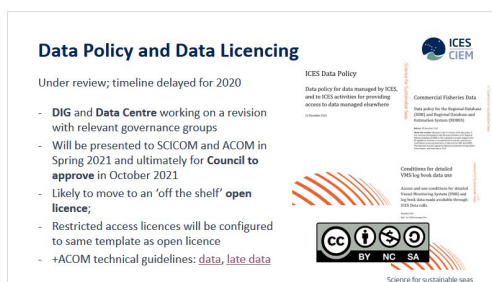 Data Policy and Data Licencing
ICES
CIEM
Under review; timeline delayed for 2020
- DIG and Data Centre working on a revision
with relevant governance groups
- Will be presented to SCICOM and ACOM in
Spring 2021 and ultimately for Council to
approve in October 2021
- Likely to move to an ‘off the shelf’ open
licence;
- Restricted access licences will be configured
to same template as open licence
- +ACOM technical guidelines: data, late data
ICES Data Policy
Data policy for data managed by ICES,
and to ICES activities for providing
access to data managed elsewhere
Commercial Fisheries Data
Data policy for the Regional Database
(RDB) and Regional Database and
Estimation System (RDBES)
Conditions for detailed
VMS/log book data use
Access and use conditions for detailed
Vessel Monitoring System (VMS) and
log book data made available through
ICES Data calls.
cc
BY NC SA
Science for sustainable seas